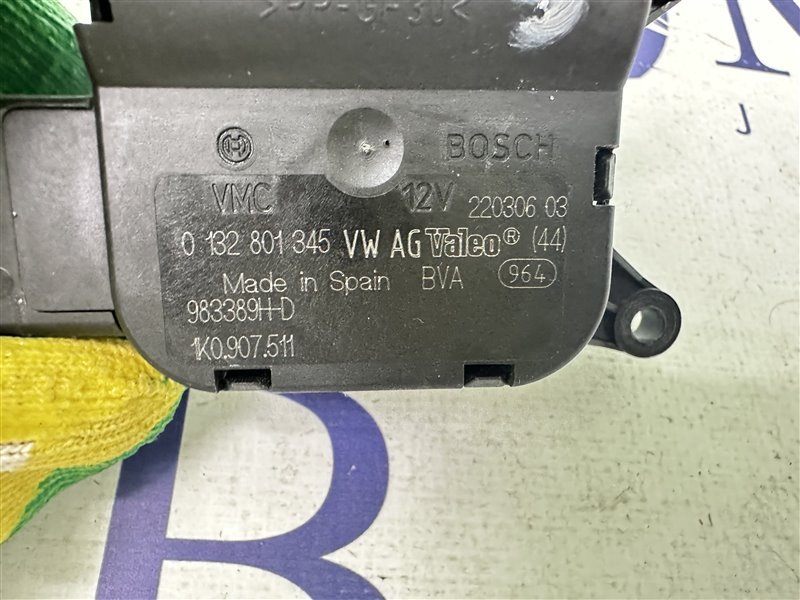 BOSCH
VMC 12V 220306 03
0 132 801 345 VW AG Valeo® (44)
Made in Spain BVA 964
983389H-D
1K0.907.511
J
R